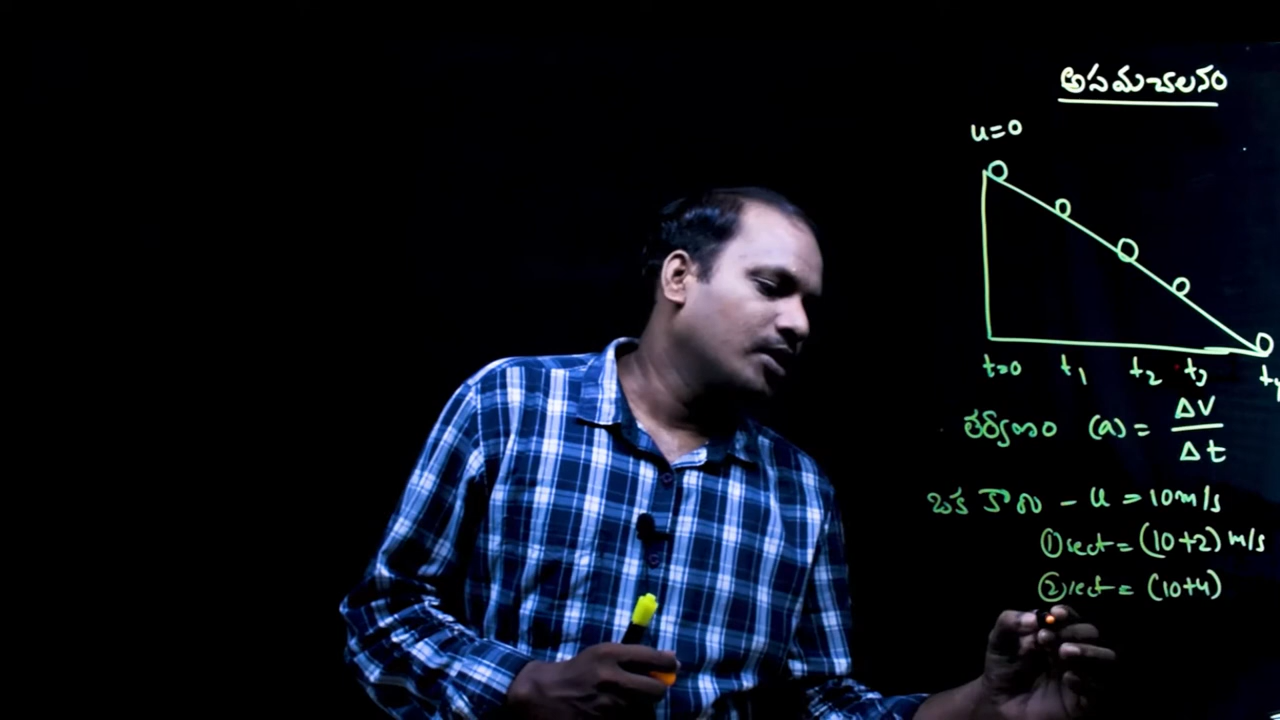 అసమచలనం
u=0
t=0 t₁ t₂ t₃ t₄
త్వరణం (a) = ΔV / Δt
ఒక కారు - u = 10m/s
① sec = (10+2) m/s
② sec = (10+4)